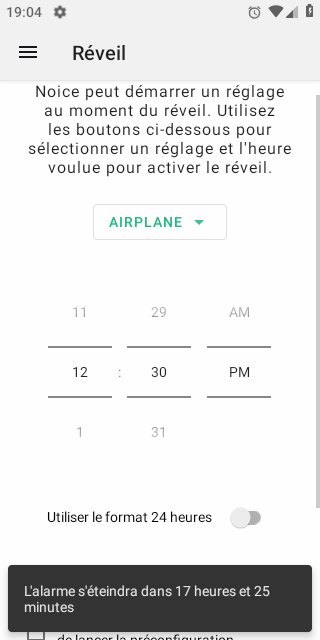 19:04
Réveil
Noice peut démarrer un réglage
au moment du réveil. Utilisez
les boutons ci-dessous pour
sélectionner un réglage et l'heure
voulue pour activer le réveil.
AIRPLANE
11 29 AM
12 : 30 PM
1 31
Utiliser le format 24 heures
L'alarme s'éteindra dans 17 heures et 25
minutes
de lancer la préconfiguration